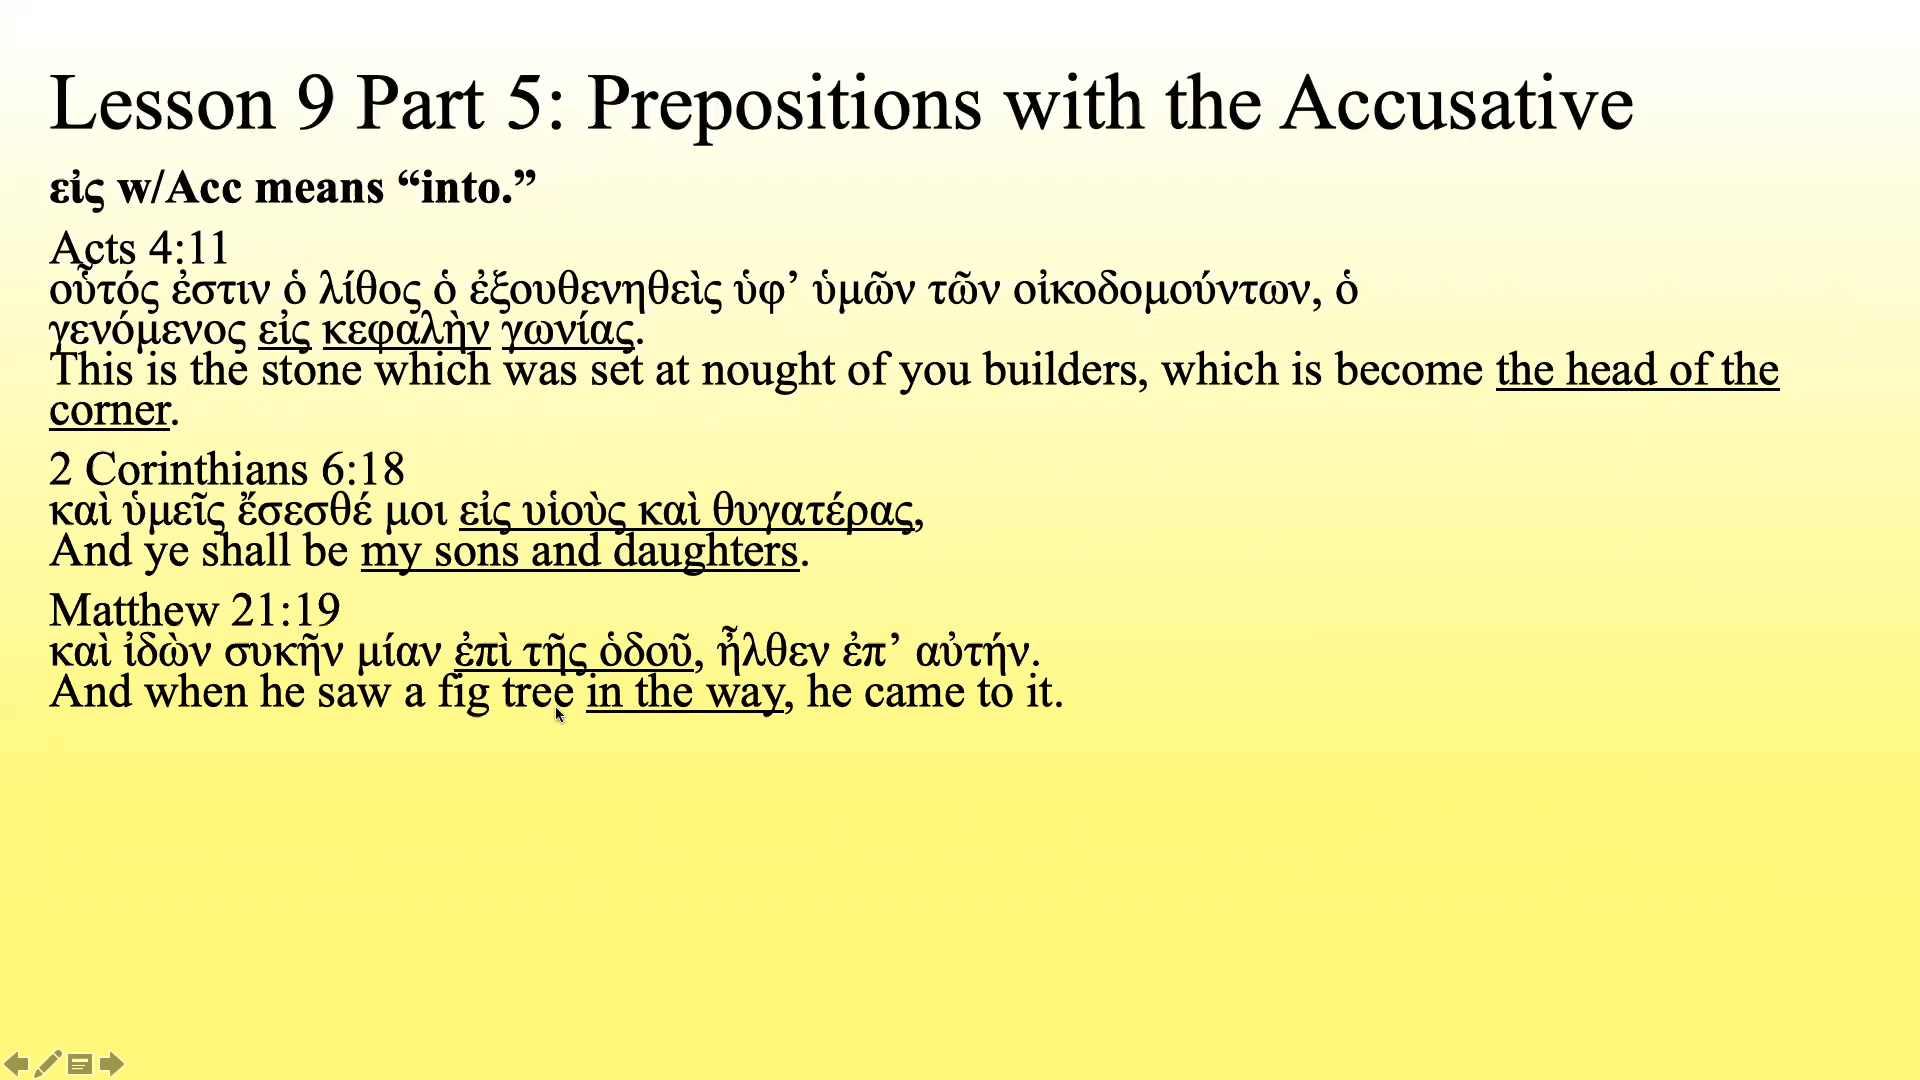 Lesson 9 Part 5: Prepositions with the Accusative
εἰς w/Acc means “into.”
Acts 4:11
οὗτός ἐστιν ὁ λίθος ὁ ἐξουθενηθεὶς ὑφ’ ὑμῶν τῶν οἰκοδομούντων, ὁ
γενόμενος εἰς κεφαλὴν γωνίας.
This is the stone which was set at nought of you builders, which is become the head of the
corner.
2 Corinthians 6:18
καὶ ὑμεῖς ἔσεσθέ μοι εἰς υἱοὺς καὶ θυγατέρας,
And ye shall be my sons and daughters.
Matthew 21:19
καὶ ἰδὼν συκῆν μίαν ἐπὶ τῆς ὁδοῦ, ἦλθεν ἐπ’ αὐτήν.
And when he saw a fig tree in the way, he came to it.